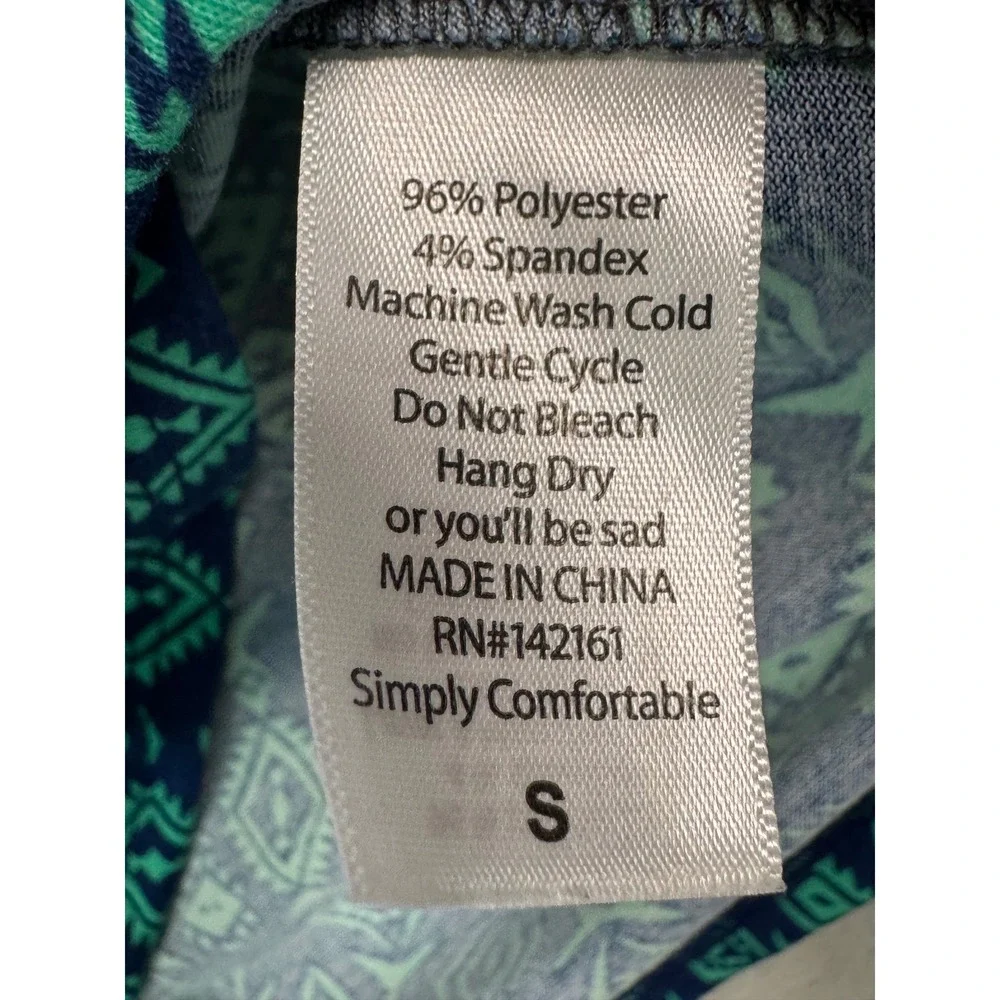 96% Polyester
4% Spandex
Machine Wash Cold
Gentle Cycle
Do Not Bleach
Hang Dry
or you'll be sad
MADE IN CHINA
RN#142161
Simply Comfortable
S